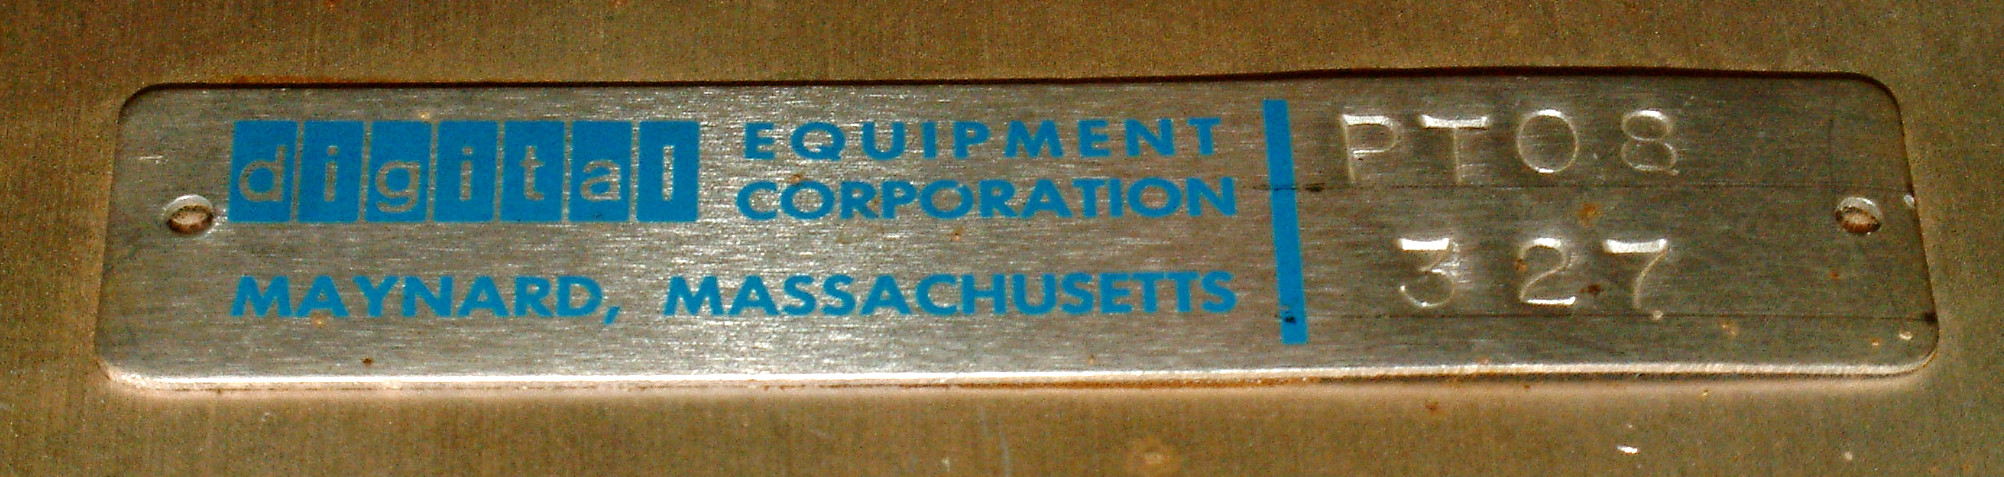 digital EQUIPMENT
CORPORATION
MAYNARD, MASSACHUSETTS
PT08
327